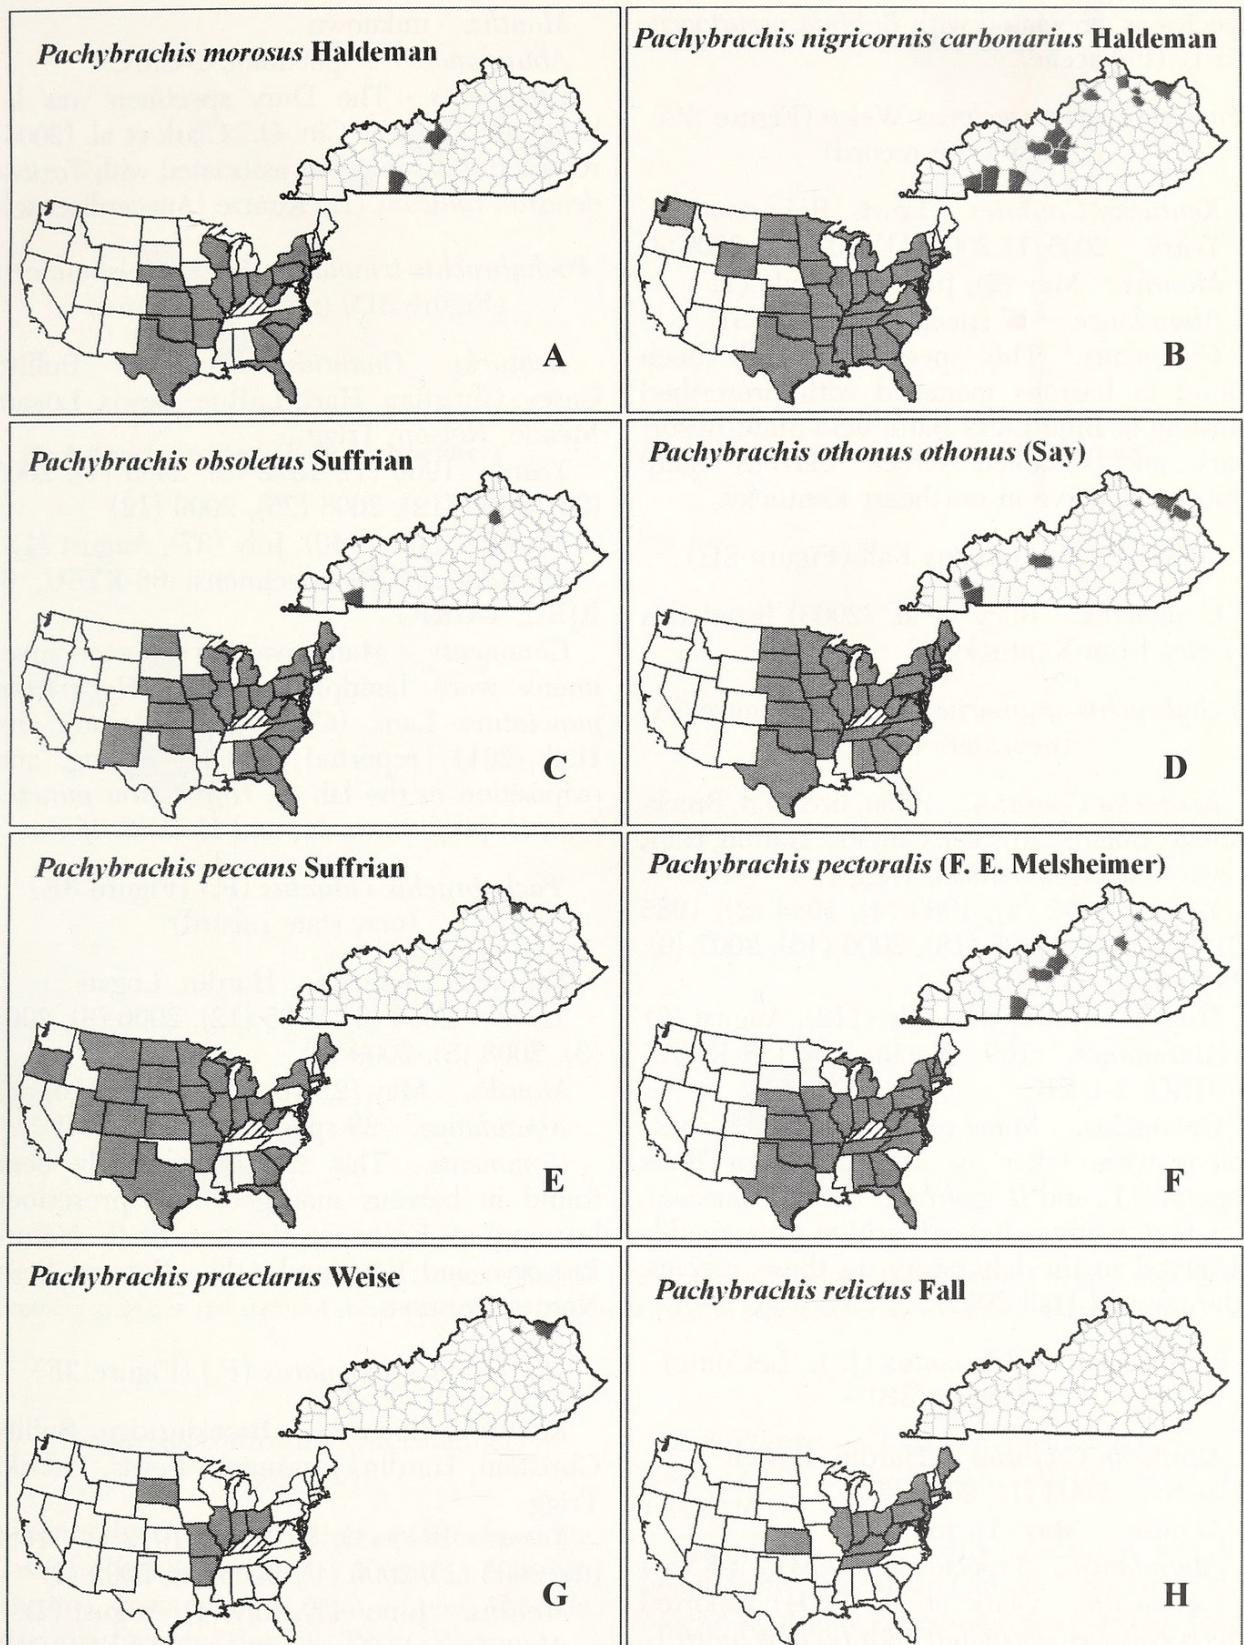 Pachybrachis morosus Haldeman
A
Pachybrachis nigricornis carbonarius Haldeman
B
Pachybrachis obsoletus Suffrian
C
Pachybrachis othonus othonus (Say)
D
Pachybrachis peccans Suffrian
E
Pachybrachis pectoralis (F. E. Melsheimer)
F
Pachybrachis praeclarus Weise
G
Pachybrachis relictus Fall
H